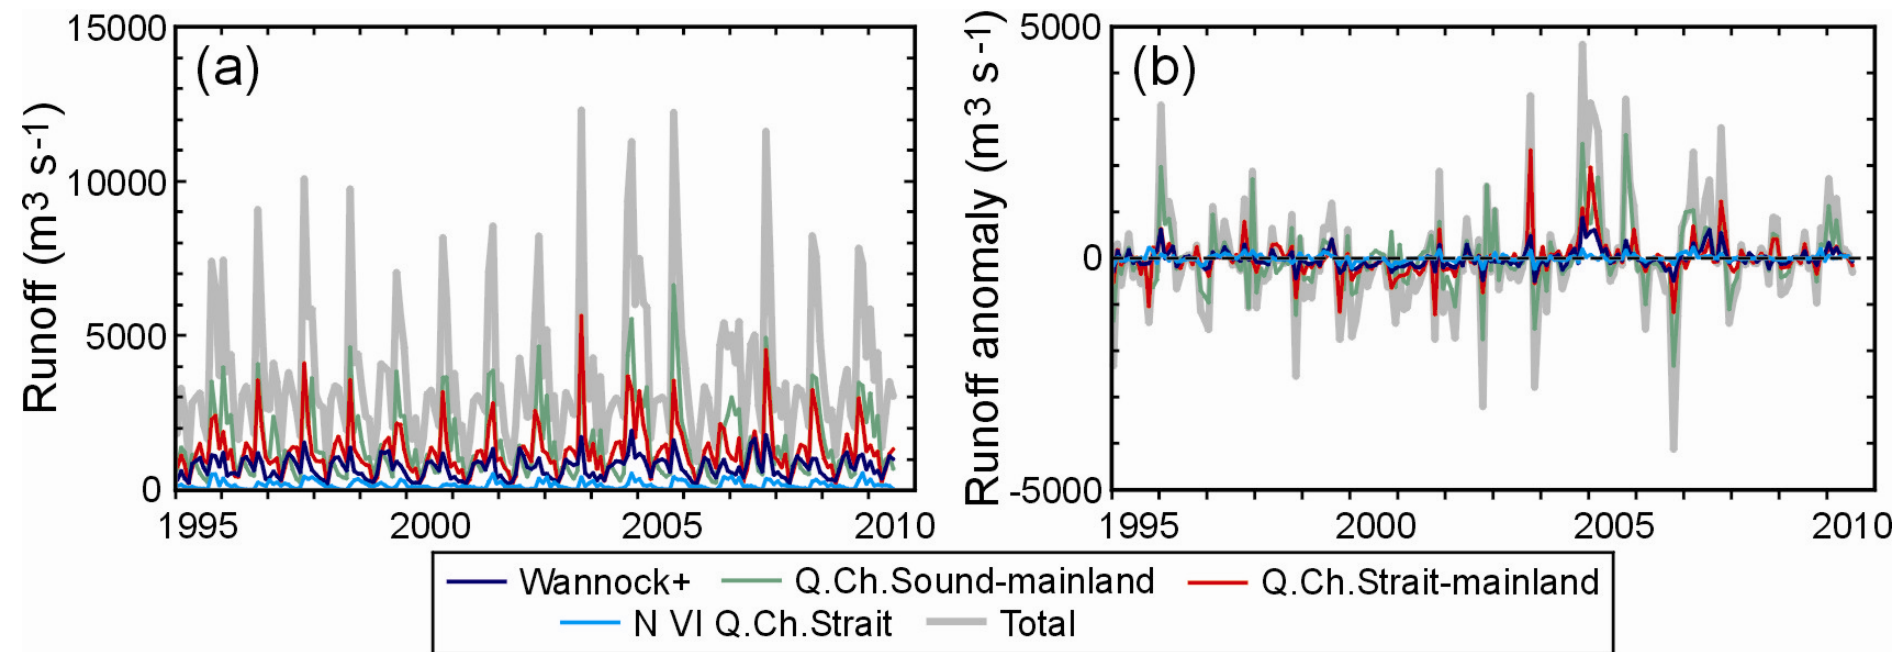 (a)
Runoff (m3 s-1)
15000
10000
5000
0
1995
2000
2005
2010
(b)
Runoff anomaly (m3 s-1)
5000
0
-5000
1995
2000
2005
2010
Wannock+ Q.Ch.Sound-mainland Q.Ch.Strait-mainland
N VI Q.Ch.Strait Total